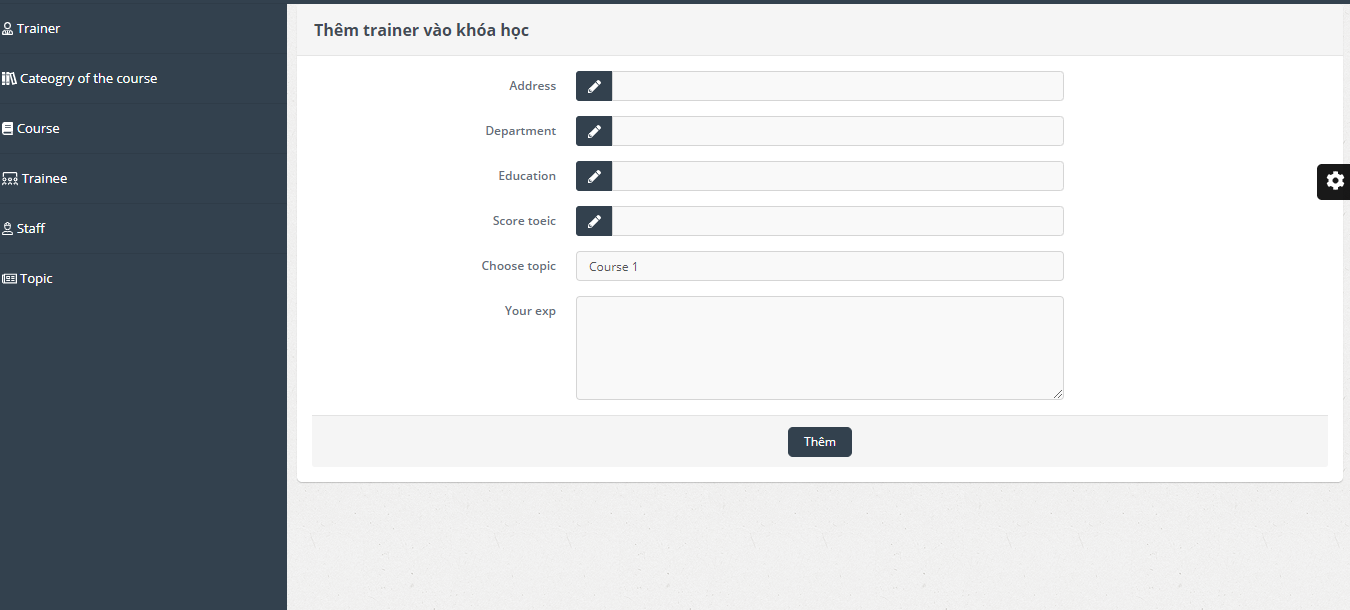 Trainer
Cateogry of the course
Course
Trainee
Staff
Topic
Thêm trainer vào khóa học
Address
Department
Education
Score toeic
Choose topic
Course 1
Your exp
Thêm